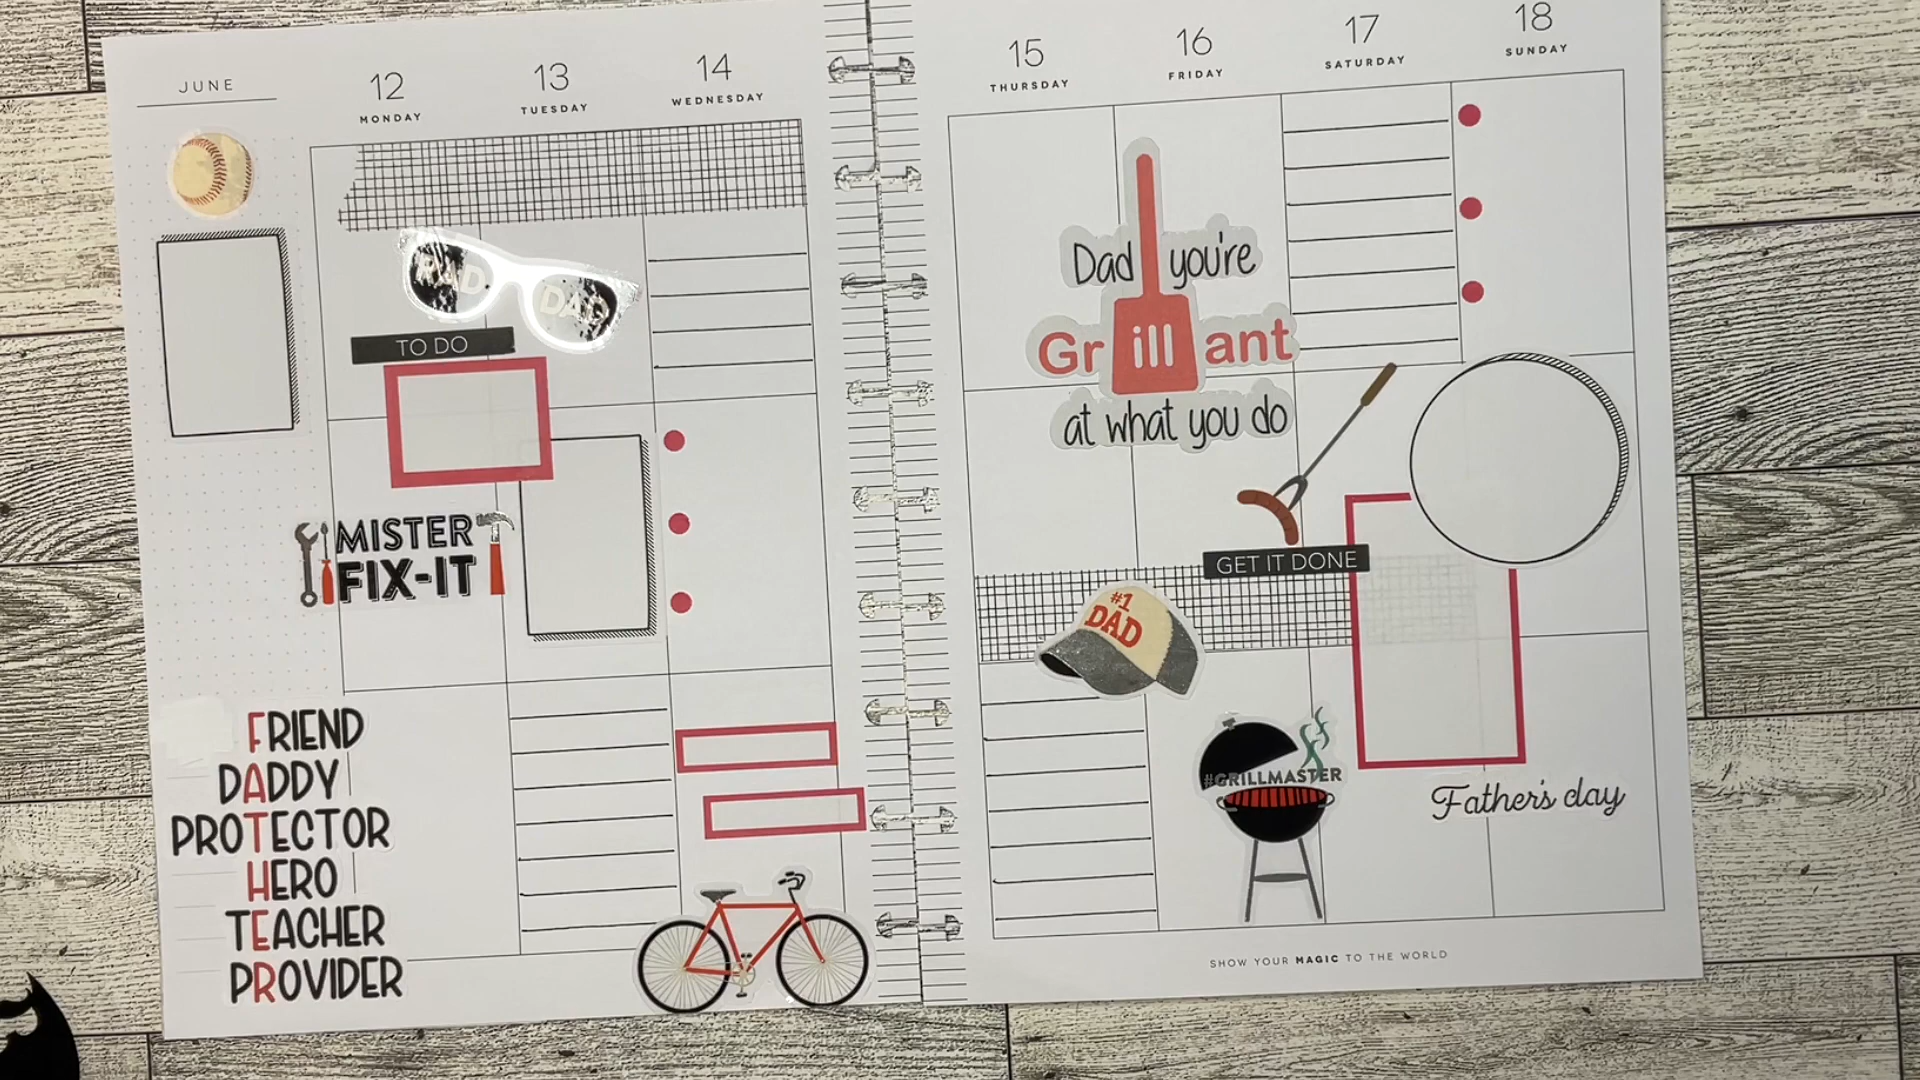 JUNE
12
MONDAY
13
TUESDAY
14
WEDNESDAY
RAD DAD
TO DO
MISTER
FIX-IT
FRIEND
DADDY
PROTECTOR
HERO
TEACHER
PROVIDER
15
THURSDAY
16
FRIDAY
17
SATURDAY
18
SUNDAY
Dad you're
Grillant
at what you do
GET IT DONE
#1
DAD
#GRILLMASTER
Father's day
SHOW YOUR MAGIC TO THE WORLD